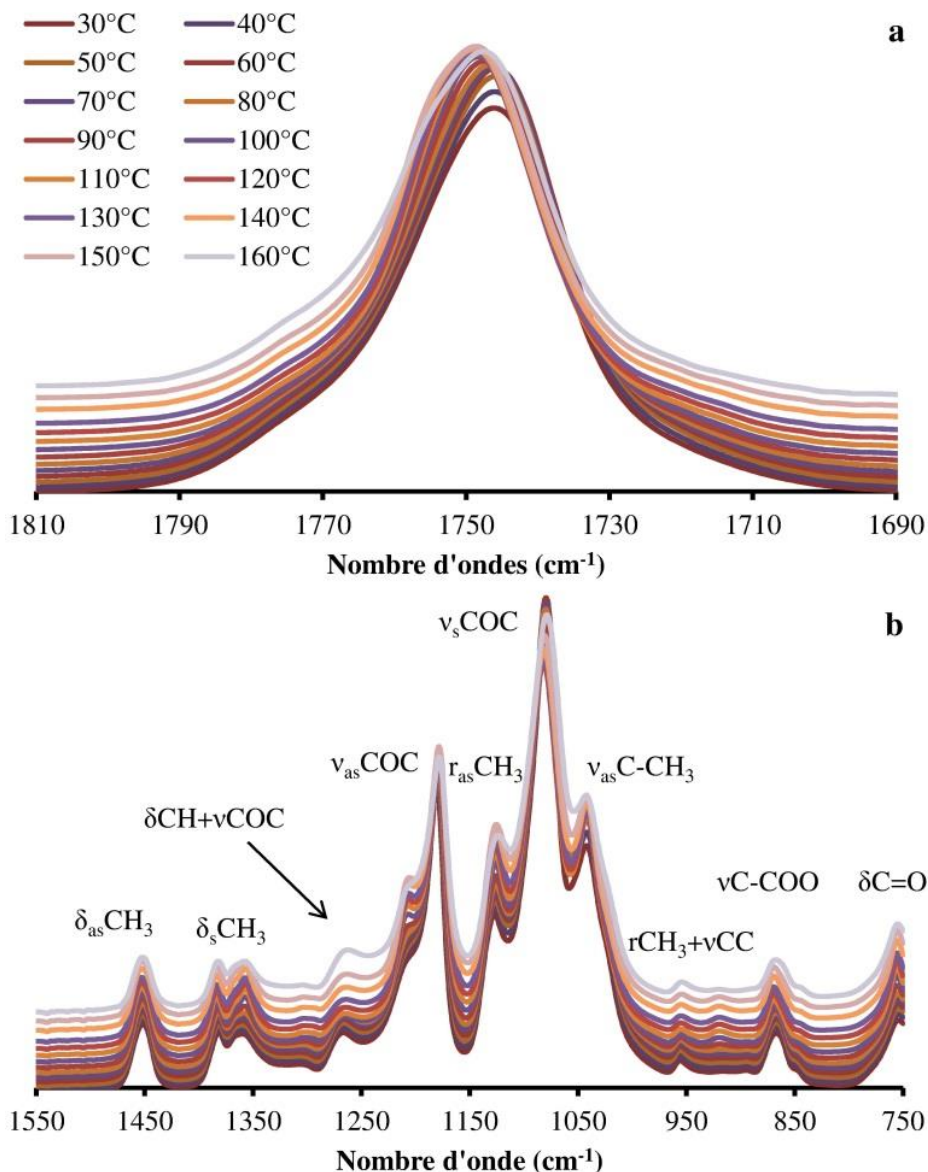 a
30°C 40°C
50°C 60°C
70°C 80°C
90°C 100°C
110°C 120°C
130°C 140°C
150°C 160°C
1810 1790 1770 1750 1730 1710 1690
Nombre d'ondes (cm-1)
b
νsCOC
νasCOC rasCH3 νasC-CH3
δCH+νCOC
νC-COO δC=O
δasCH3 δsCH3
rCH3+νCC
1550 1450 1350 1250 1150 1050 950 850 750
Nombre d'onde (cm-1)